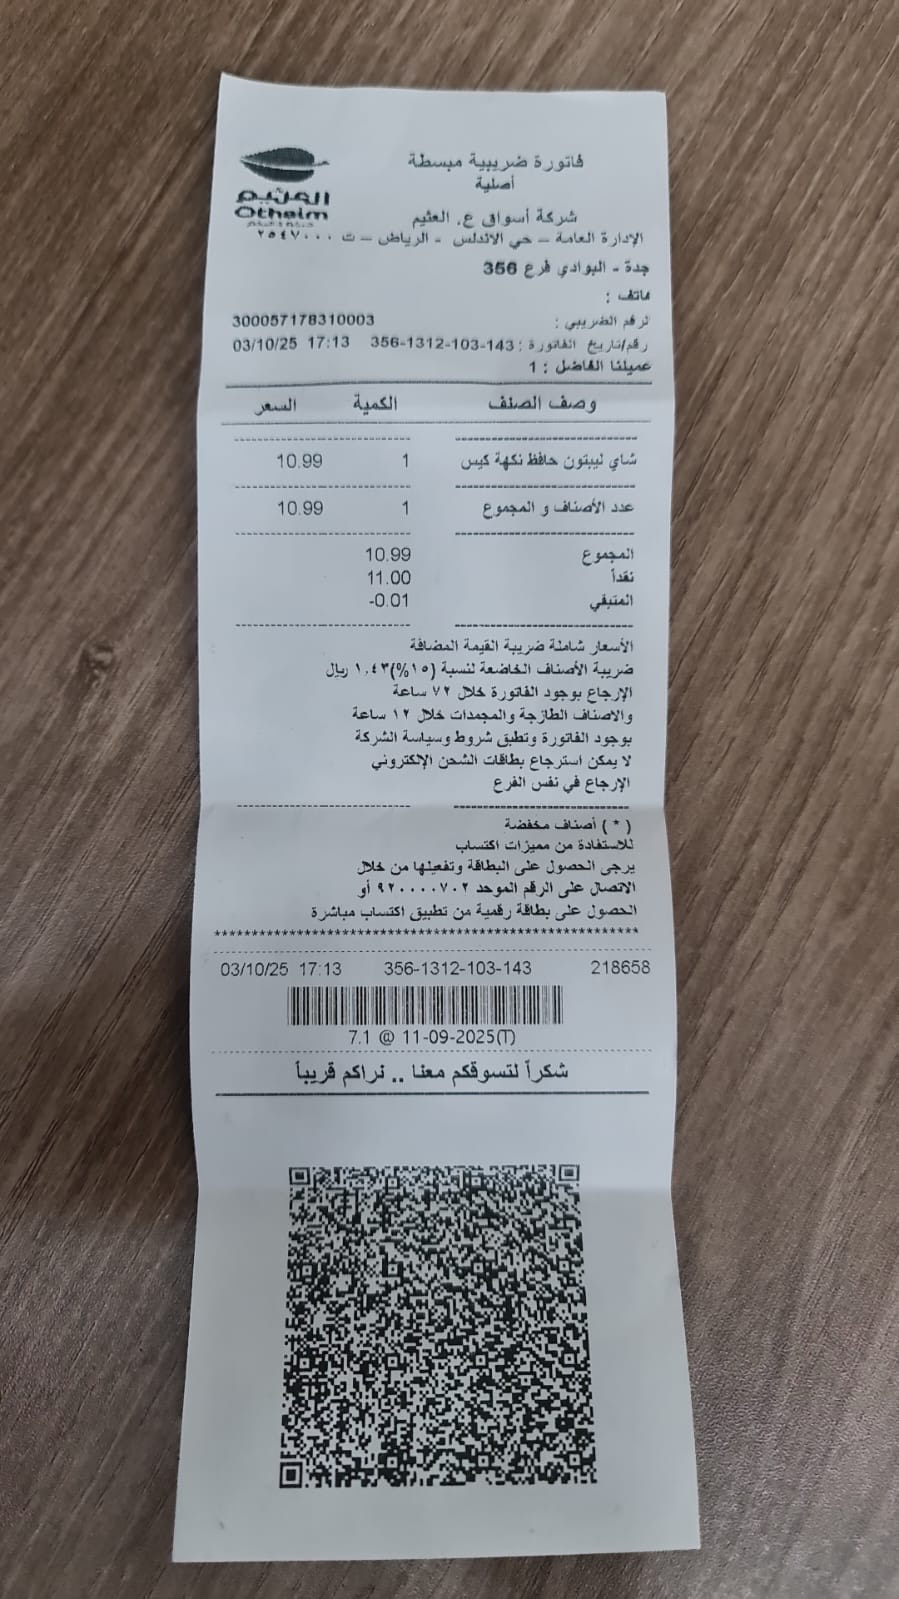 العثيم
Othaim
فاتورة ضريبية مبسطة
أصلية
شركة أسواق ع. العثيم
الإدارة العامة – حي الاندلس - الرياض – ت ٢٥٤٧٠٠٠
جدة - البوادي فرع 356
هاتف :
لرقم الضريبي : 300057178310003
رقم/تاريخ الفاتورة : 356-1312-103-143 03/10/25 17:13
عميلنا الفاضل : 1
وصف الصنف الكمية السعر
شاي ليبتون حافظ نكهة كيس 1 10.99
عدد الأصناف و المجموع 1 10.99
المجموع 10.99
نقداً 11.00
المتبقي -0.01
الأسعار شاملة ضريبة القيمة المضافة
ضريبة الأصناف الخاضعة لنسبة (١٥%)١,٤٣ ريال
الإرجاع بوجود الفاتورة خلال ٧٢ ساعة
والاصناف الطازجة والمجمدات خلال ١٢ ساعة
بوجود الفاتورة وتطبق شروط وسياسة الشركة
لا يمكن استرجاع بطاقات الشحن الإلكتروني
الإرجاع في نفس الفرع
( * ) أصناف مخفضة
للاستفادة من مميزات اكتساب
يرجى الحصول على البطاقة وتفعيلها من خلال
الاتصال على الرقم الموحد ٩٢٠٠٠٠٧٠٢ أو
الحصول على بطاقة رقمية من تطبيق اكتساب مباشرة
******************************************************
03/10/25 17:13 356-1312-103-143 218658
7.1 @ 11-09-2025(T)
شكراً لتسوقكم معنا .. نراكم قريباً